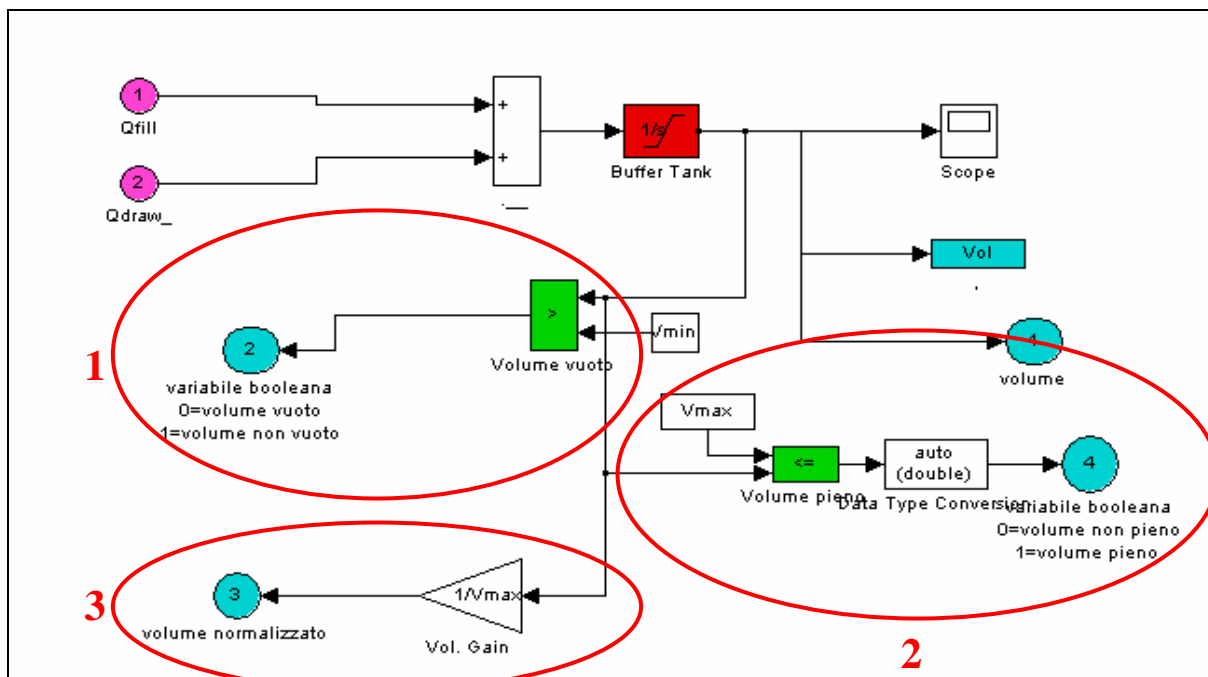 1
Qfill
+
2
Qdraw_
+
1/s
Buffer Tank
Scope
Vol
>
Vmin
Volume vuoto
2
variabile booleana
0=volume vuoto
1=volume non vuoto
1
1
volume
Vmax
<=
Volume pieno
auto
(double)
Data Type Conversion
4
variabile booleana
0=volume non pieno
1=volume pieno
2
3
3
volume normalizzato
1/Vmax
Vol. Gain